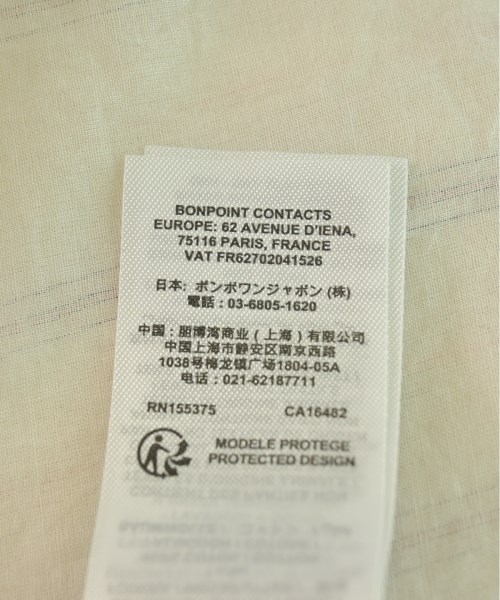 BONPOINT CONTACTS
EUROPE: 62 AVENUE D'IENA,
75116 PARIS, FRANCE
VAT FR62702041526
日本: ボンポワンジャポン (株)
電話 : 03-6805-1620
中国 : 朋博湾商业 ( 上海 ) 有限公司
中国上海市静安区南京西路
1038号梅龙镇广场1804-05A
电话 : 021-62187711
RN155375 CA16482
MODELE PROTEGE
PROTECTED DESIGN